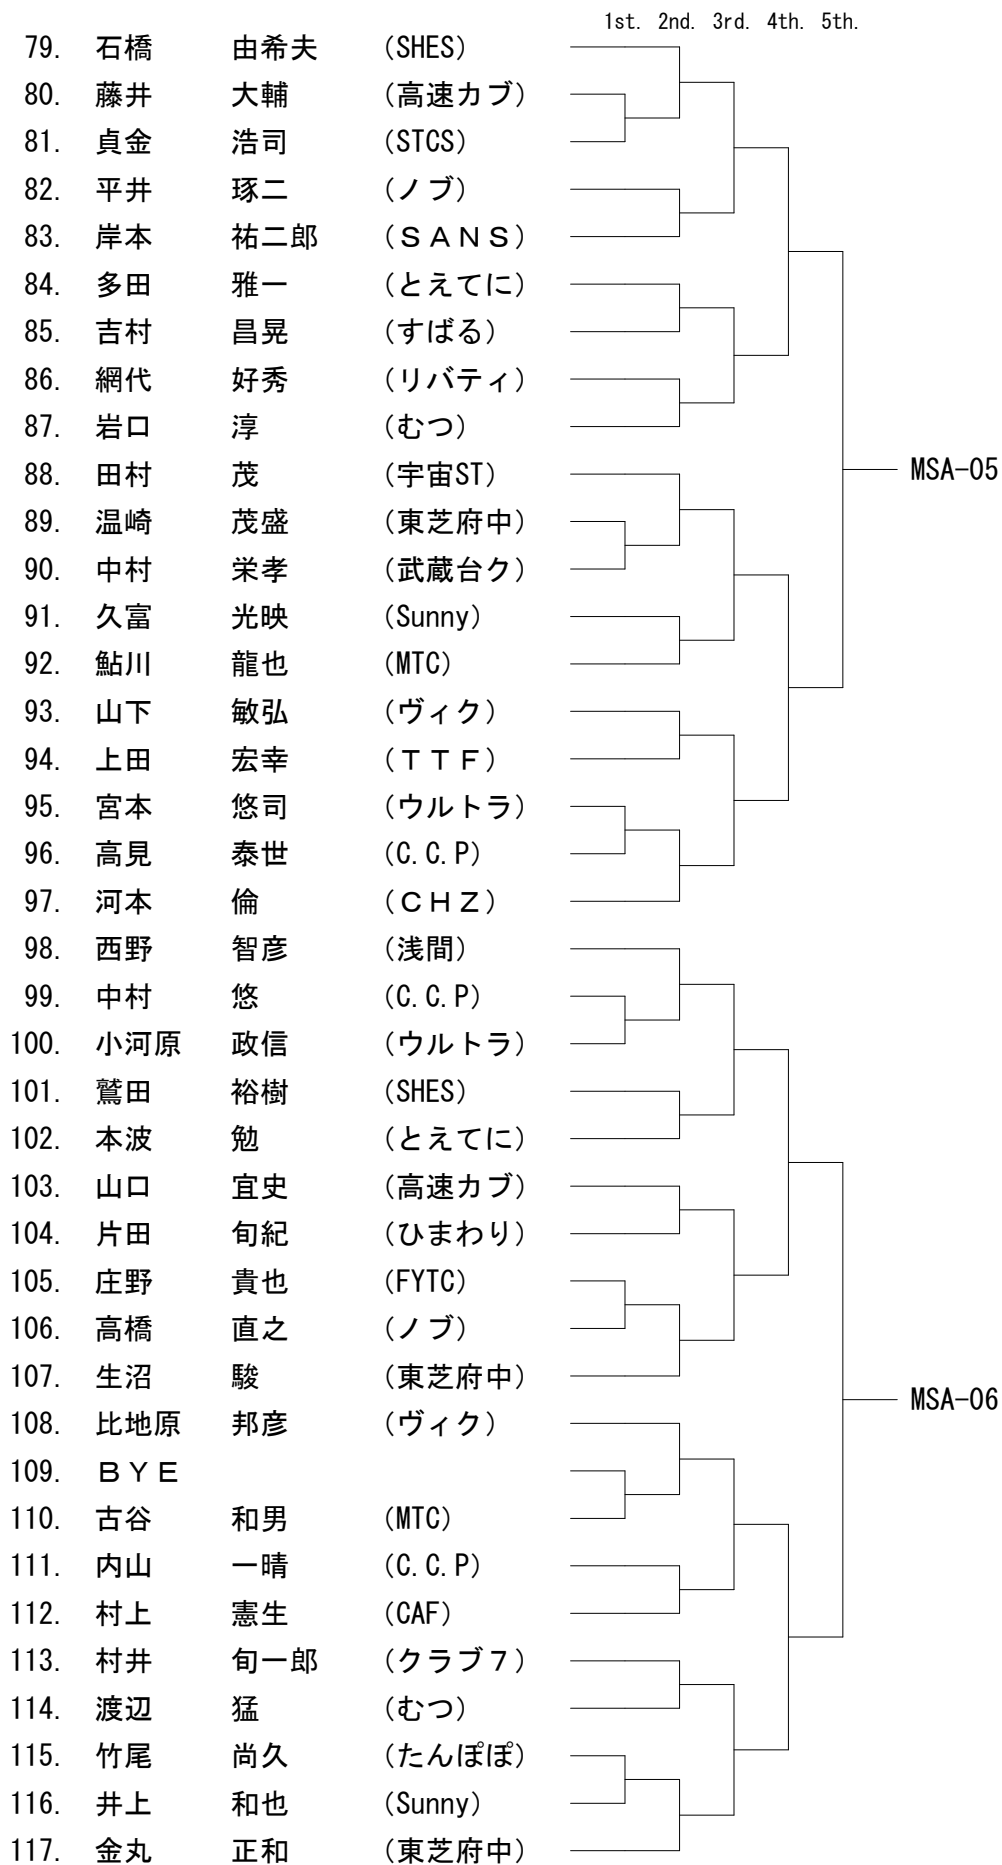 1st. 2nd. 3rd. 4th. 5th.
79. 石橋 由希夫 (SHES)
80. 藤井 大輔 (高速カブ)
81. 貞金 浩司 (STCS)
82. 平井 琢二 (ノブ)
83. 岸本 祐二郎 (ＳＡＮＳ)
84. 多田 雅一 (とえてに)
85. 吉村 昌晃 (すばる)
86. 網代 好秀 (リバティ)
87. 岩口 淳 (むつ)
88. 田村 茂 (宇宙ST) MSA-05
89. 温崎 茂盛 (東芝府中)
90. 中村 栄孝 (武蔵台ク)
91. 久富 光映 (Sunny)
92. 鮎川 龍也 (MTC)
93. 山下 敏弘 (ヴィク)
94. 上田 宏幸 (ＴＴＦ)
95. 宮本 悠司 (ウルトラ)
96. 高見 泰世 (C.C.P)
97. 河本 倫 (ＣＨＺ)
98. 西野 智彦 (浅間)
99. 中村 悠 (C.C.P)
100. 小河原 政信 (ウルトラ)
101. 鷲田 裕樹 (SHES)
102. 本波 勉 (とえてに)
103. 山口 宜史 (高速カブ)
104. 片田 旬紀 (ひまわり)
105. 庄野 貴也 (FYTC)
106. 高橋 直之 (ノブ)
107. 生沼 駿 (東芝府中) MSA-06
108. 比地原 邦彦 (ヴィク)
109. ＢＹＥ
110. 古谷 和男 (MTC)
111. 内山 一晴 (C.C.P)
112. 村上 憲生 (CAF)
113. 村井 旬一郎 (クラブ７)
114. 渡辺 猛 (むつ)
115. 竹尾 尚久 (たんぽぽ)
116. 井上 和也 (Sunny)
117. 金丸 正和 (東芝府中)